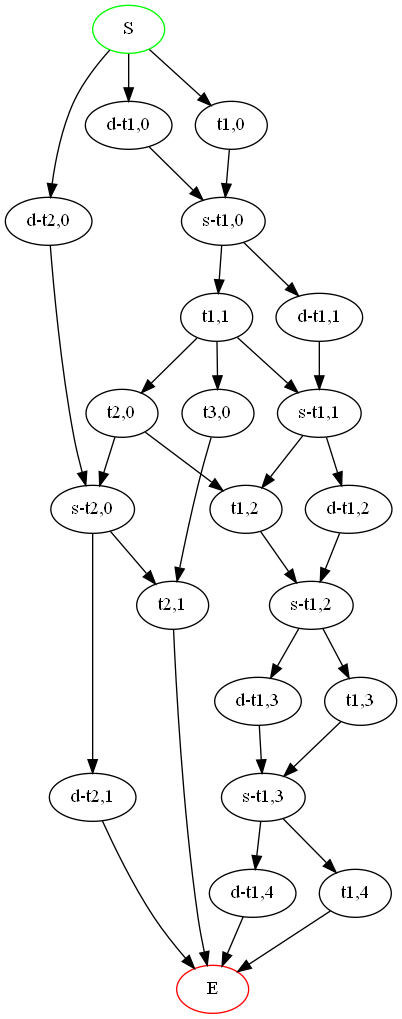 S
d-t1,0
t1,0
d-t2,0
s-t1,0
t1,1
d-t1,1
t2,0
t3,0
s-t1,1
s-t2,0
t1,2
d-t1,2
t2,1
s-t1,2
d-t1,3
t1,3
d-t2,1
s-t1,3
d-t1,4
t1,4
E